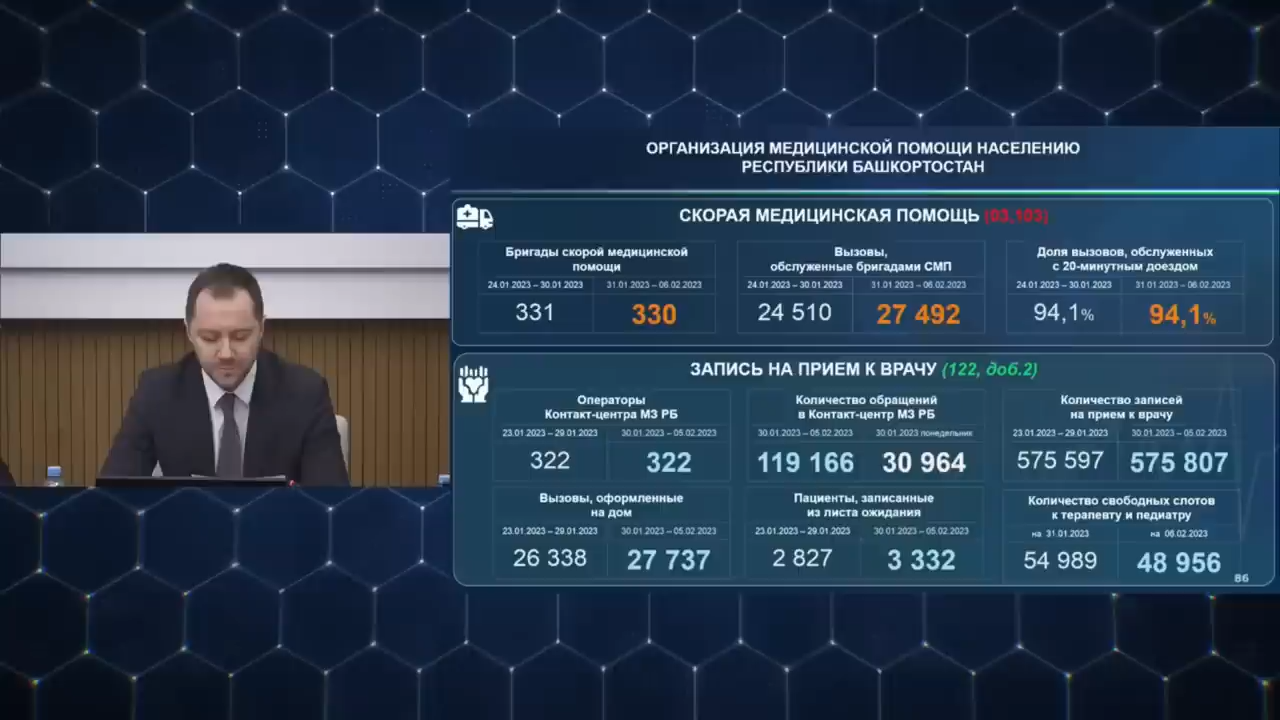 ОРГАНИЗАЦИЯ МЕДИЦИНСКОЙ ПОМОЩИ НАСЕЛЕНИЮ
РЕСПУБЛИКИ БАШКОРТОСТАН
СКОРАЯ МЕДИЦИНСКАЯ ПОМОЩЬ (03,103)
Бригады скорой медицинской
помощи
24.01.2023 – 30.01.2023 31.01.2023 – 06.02.2023
331 330
Вызовы,
обслуженные бригадами СМП
24.01.2023 – 30.01.2023 31.01.2023 – 06.02.2023
24 510 27 492
Доля вызовов, обслуженных
с 20-минутным доездом
24.01.2023 – 30.01.2023 31.01.2023 – 06.02.2023
94,1% 94,1%
ЗАПИСЬ НА ПРИЕМ К ВРАЧУ (122, доб.2)
Операторы
Контакт-центра МЗ РБ
23.01.2023 – 29.01.2023 30.01.2023 – 05.02.2023
322 322
Количество обращений
в Контакт-центр МЗ РБ
30.01.2023 – 05.02.2023 30.01.2023 понедельник
119 166 30 964
Количество записей
на прием к врачу
23.01.2023 – 29.01.2023 30.01.2023 – 05.02.2023
575 597 575 807
Вызовы, оформленные
на дом
23.01.2023 – 29.01.2023 30.01.2023 – 05.02.2023
26 338 27 737
Пациенты, записанные
из листа ожидания
23.01.2023 – 29.01.2023 30.01.2023 – 05.02.2023
2 827 3 332
Количество свободных слотов
к терапевту и педиатру
на 31.01.2023 на 06.02.2023
54 989 48 956
86